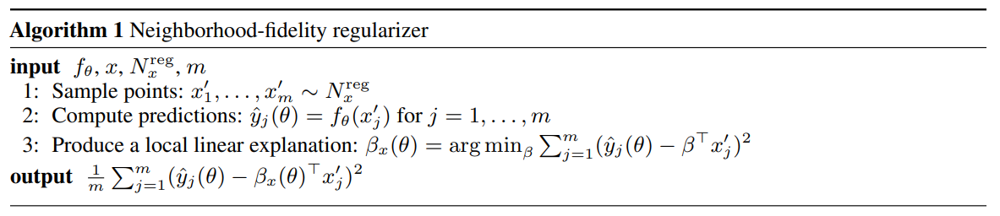 Algorithm 1 Neighborhood-fidelity regularizer
input $f_\theta, x, N_x^{\text{reg}}, m$
1: Sample points: $x'_1, \ldots, x'_m \sim N_x^{\text{reg}}$
2: Compute predictions: $\hat{y}_j(\theta) = f_\theta(x'_j)$ for $j = 1, \ldots, m$
3: Produce a local linear explanation: $\beta_x(\theta) = \arg\min_\beta \sum_{j=1}^m (\hat{y}_j(\theta) - \beta^\top x'_j)^2$
output $\frac{1}{m} \sum_{j=1}^m (\hat{y}_j(\theta) - \beta_x(\theta)^\top x'_j)^2$